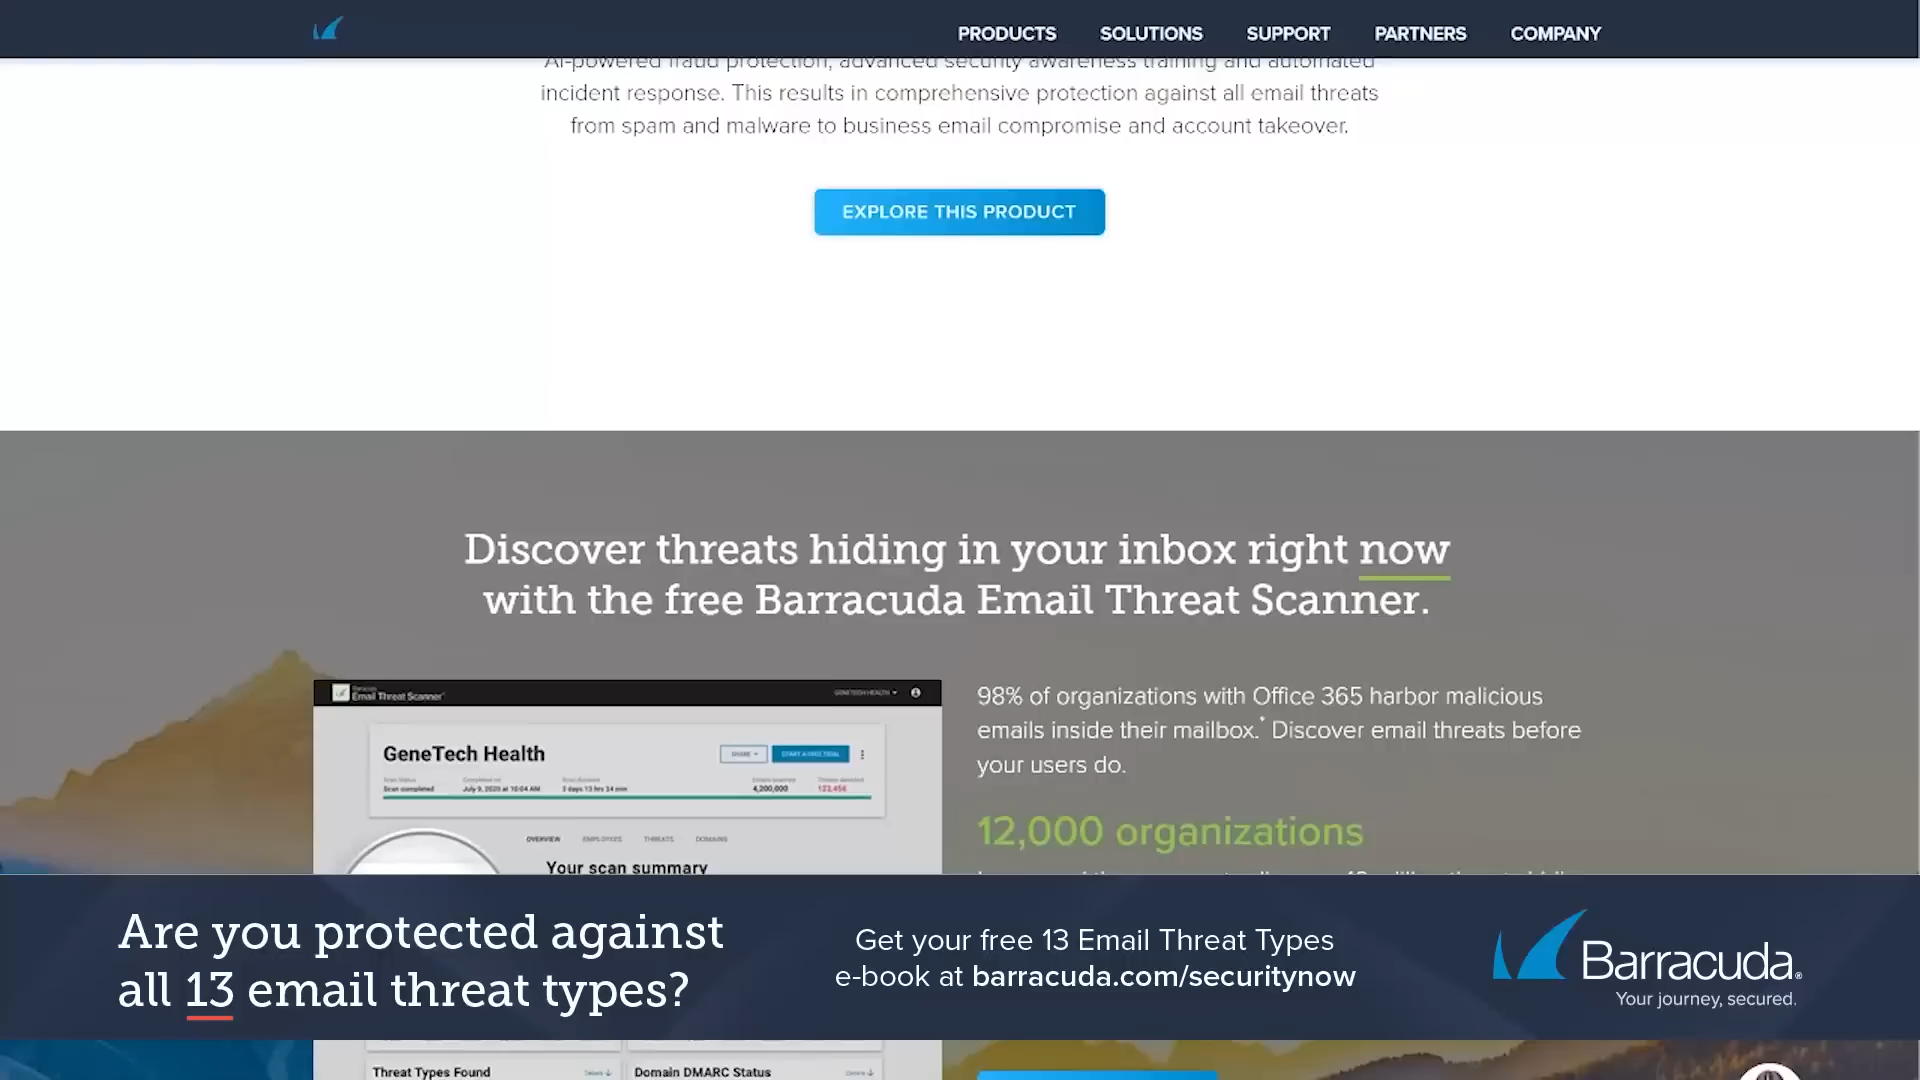 PRODUCTS SOLUTIONS SUPPORT PARTNERS COMPANY
AI-powered fraud protection, advanced security awareness training and automated
incident response. This results in comprehensive protection against all email threats
from spam and malware to business email compromise and account takeover.
EXPLORE THIS PRODUCT
Discover threats hiding in your inbox right now
with the free Barracuda Email Threat Scanner.
Barracuda
Email Threat Scanner
GENETECH HEALTH
GeneTech Health
SHARE
START A FREE TRIAL
Scan Status Completed on Scan duration Emails scanned Threats detected
Scan completed July 9, 2020 at 10:04 AM 3 days 13 hrs 34 min 4,200,000 123,456
OVERVIEW EMPLOYEES THREATS DOMAINS
Your scan summary
98% of organizations with Office 365 harbor malicious
emails inside their mailbox.* Discover email threats before
your users do.
12,000 organizations
Are you protected against
all 13 email threat types?
Get your free 13 Email Threat Types
e-book at barracuda.com/securitynow
Barracuda®
Your journey, secured.
Threat Types Found
Domain DMARC Status